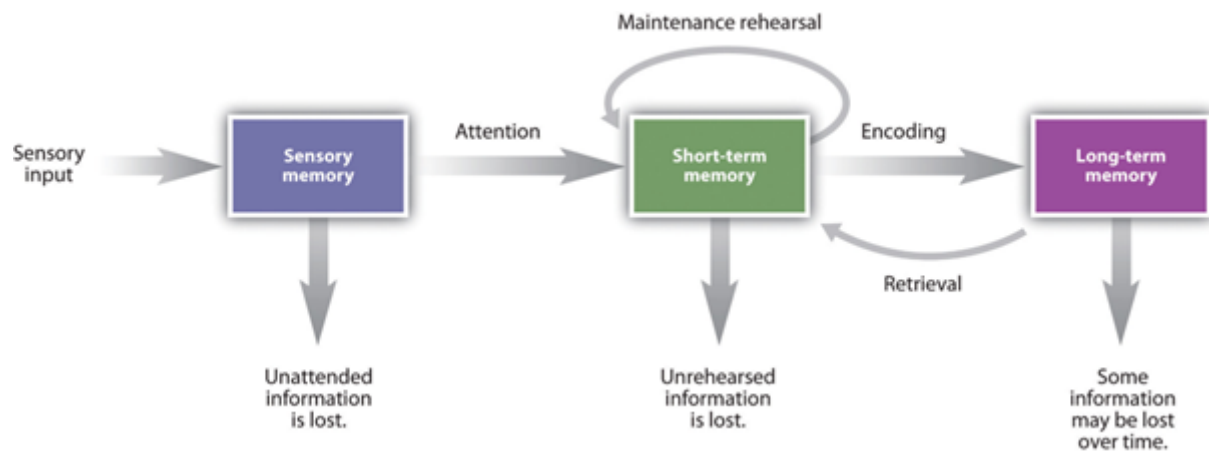 Maintenance rehearsal
Sensory
input
Sensory
memory
Attention
Short-term
memory
Encoding
Long-term
memory
Retrieval
Unattended
information
is lost.
Unrehearsed
information
is lost.
Some
information
may be lost
over time.